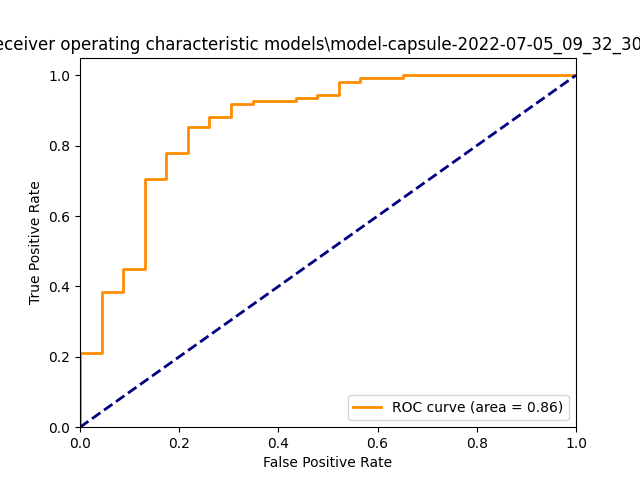 eceiver operating characteristic models\model-capsule-2022-07-05_09_32_30
1.0
0.8
0.6
0.4
0.2
0.0
True Positive Rate
ROC curve (area = 0.86)
0.0 0.2 0.4 0.6 0.8 1.0
False Positive Rate